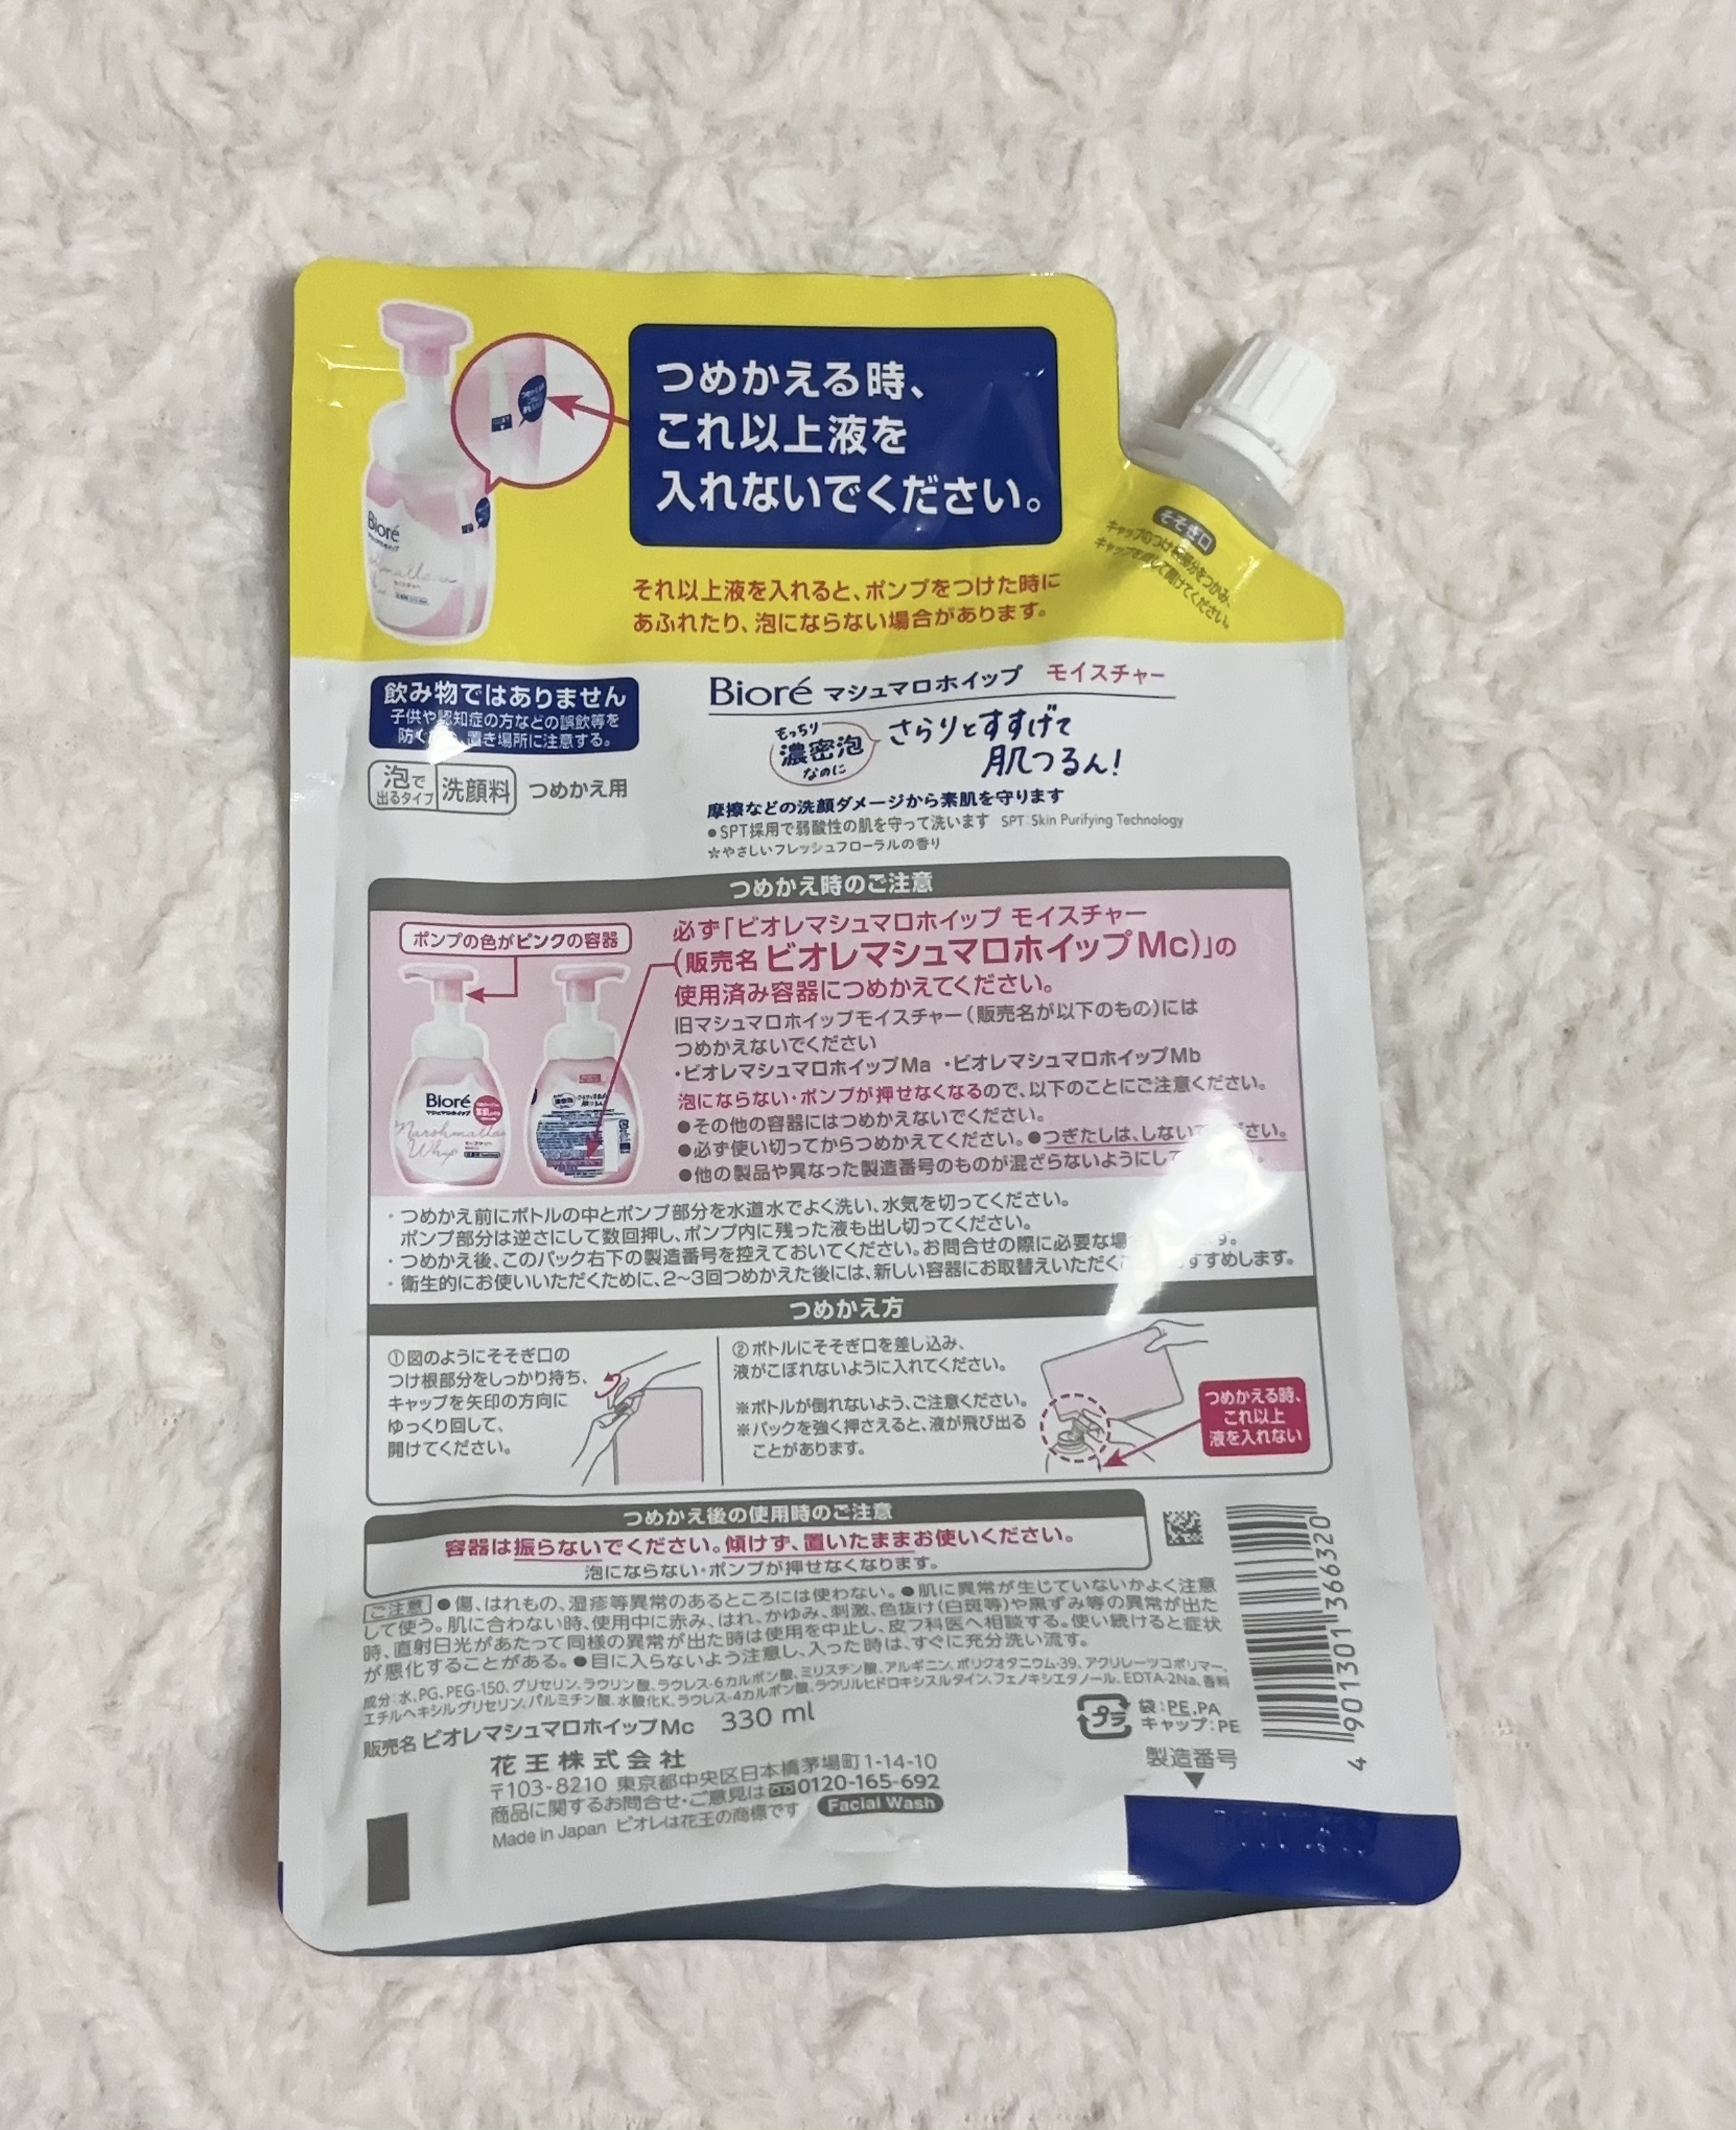 つめかえる時、
これ以上液を
入れないでください。
それ以上液を入れると、ポンプをつけた時に
あふれたり、泡にならない場合があります。
そそぎ口
キャップのつけ根部分をつかみ、
キャップを回して開けてください。
Bioré
飲み物ではありません
子供や認知症の方などの誤飲等を
防ぐ 置き場所に注意する。
泡で
出るタイプ
洗顔料
つめかえ用
Bioré マシュマロホイップ モイスチャー
もっちり
濃密泡
なのに
さらりとすすげて
肌つるん!
摩擦などの洗顔ダメージから素肌を守ります
●SPT採用で弱酸性の肌を守って洗います SPT:Skin Purifying Technology
☆やさしいフレッシュフローラルの香り
つめかえ時のご注意
ポンプの色がピンクの容器
Bioré
マシュマロホイップ
Marshmallow
Whip
必ず「ビオレマシュマロホイップ モイスチャー
(販売名 ビオレマシュマロホイップMc)」の
使用済み容器につめかえてください。
旧マシュマロホイップモイスチャー(販売名が以下のもの)には
つめかえないでください
・ビオレマシュマロホイップMa ・ビオレマシュマロホイップMb
泡にならない・ポンプが押せなくなるので、以下のことにご注意ください。
●その他の容器にはつめかえないでください。
●必ず使い切ってからつめかえてください。●つぎたしは、しないでください。
●他の製品や異なった製造番号のものが混ざらないようにして
・つめかえ前にボトルの中とポンプ部分を水道水でよく洗い、水気を切ってください。
ポンプ部分は逆さにして数回押し、ポンプ内に残った液も出し切ってください。
・つめかえ後、このパック右下の製造番号を控えておいてください。お問合せの際に必要な場 す。
・衛生的にお使いいただくために、2~3回つめかえた後には、新しい容器にお取替えいただく すすめします。
つめかえ方
①図のようにそそぎ口の
つけ根部分をしっかり持ち、
キャップを矢印の方向に
ゆっくり回して、
開けてください。
②ボトルにそそぎ口を差し込み、
液がこぼれないように入れてください。
※ボトルが倒れないよう、ご注意ください。
※パックを強く押さえると、液が飛び出る
ことがあります。
つめかえる時、
これ以上
液を入れない
つめかえ後の使用時のご注意
容器は振らないでください。傾けず、置いたままお使いください。
泡にならない・ポンプが押せなくなります。
ご注意 ●傷、はれもの、湿疹等異常のあるところには使わない。●肌に異常が生じていないかよく注意
して使う。肌に合わない時、使用中に赤み、はれ、かゆみ、刺激、色抜け(白斑等)や黒ずみ等の異常が出た
時、直射日光があたって同様の異常が出た時は使用を中止し、皮フ科医へ相談する。使い続けると症状
が悪化することがある。●目に入らないよう注意し、入った時は、すぐに充分洗い流す。
成分:水、PG、PEG-150、グリセリン、ラウリン酸、ラウレス-6カルボン酸、ミリスチン酸、アルギニン、ポリクオタニウム-39、アクリレーツコポリマー、
エチルヘキシルグリセリン、パルミチン酸、水酸化K、ラウレス-4カルボン酸、ラウリルヒドロキシスルタイン、フェノキシエタノール、EDTA-2Na、香料
販売名 ビオレマシュマロホイップMc 330 ml
花王株式会社
〒103-8210 東京都中央区日本橋茅場町1-14-10
商品に関するお問合せ・ご意見は 0120-165-692
Made in Japan ビオレは花王の商標です Facial Wash
プラ
袋:PE,PA
キャップ:PE
製造番号
4 901301 366320